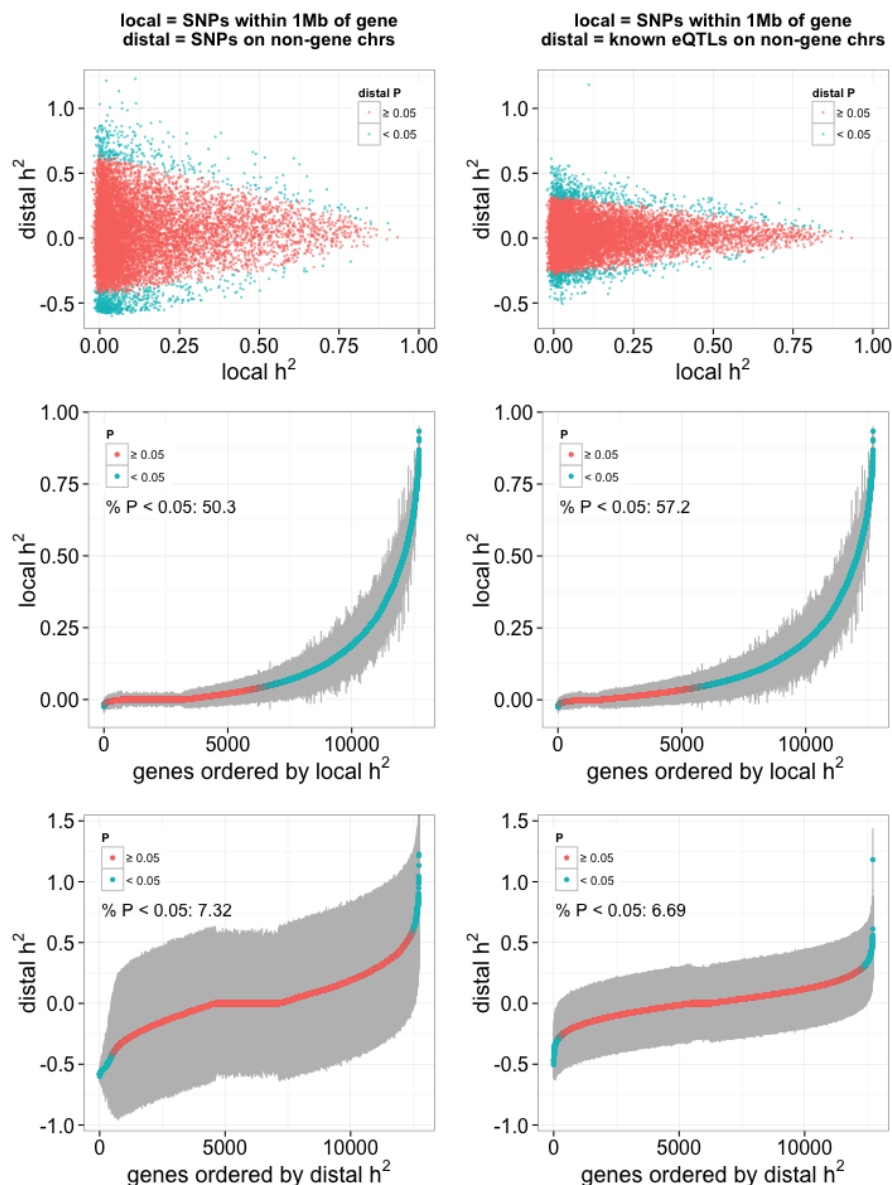 local = SNPs within 1Mb of gene
distal = SNPs on non-gene chrs
local = SNPs within 1Mb of gene
distal = known eQTLs on non-gene chrs
distal h²
1.0
0.5
0.0
-0.5
distal P
≥ 0.05
< 0.05
0.00 0.25 0.50 0.75 1.00
local h²
distal h²
1.0
0.5
0.0
-0.5
distal P
≥ 0.05
< 0.05
0.00 0.25 0.50 0.75 1.00
local h²
local h²
1.00
0.75
0.50
0.25
0.00
P
≥ 0.05
< 0.05
% P < 0.05: 50.3
0 5000 10000
genes ordered by local h²
local h²
1.00
0.75
0.50
0.25
0.00
P
≥ 0.05
< 0.05
% P < 0.05: 57.2
0 5000 10000
genes ordered by local h²
distal h²
1.5
1.0
0.5
0.0
-0.5
-1.0
P
≥ 0.05
< 0.05
% P < 0.05: 7.32
0 5000 10000
genes ordered by distal h²
distal h²
1.5
1.0
0.5
0.0
-0.5
-1.0
P
≥ 0.05
< 0.05
% P < 0.05: 6.69
0 5000 10000
genes ordered by distal h²